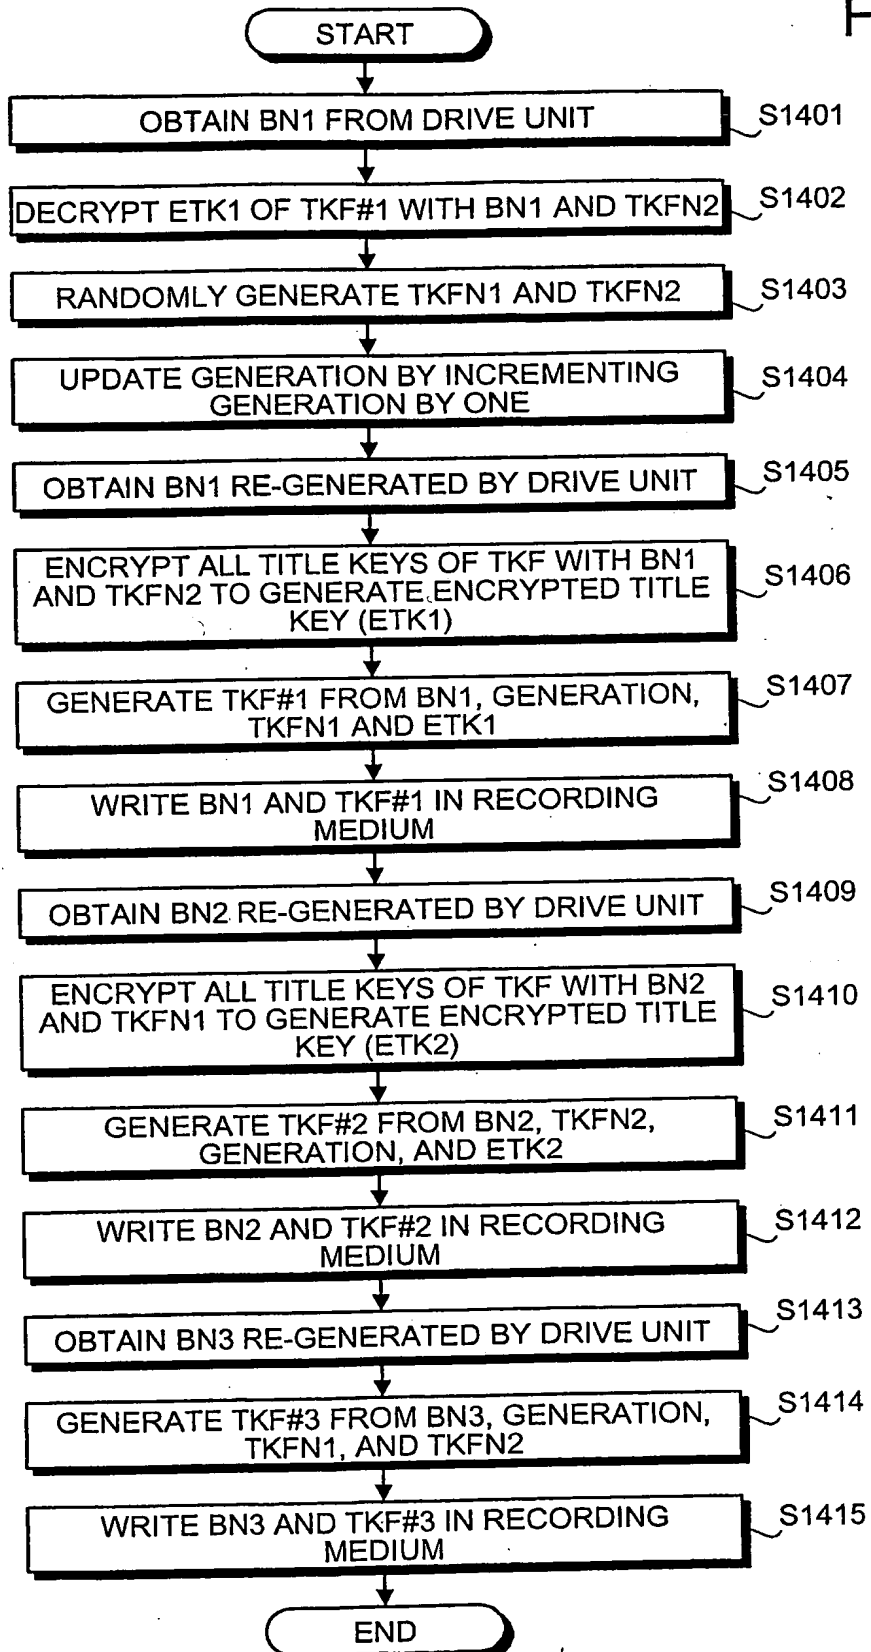 START
OBTAIN BN1 FROM DRIVE UNIT
S1401
DECRYPT ETK1 OF TKF#1 WITH BN1 AND TKFN2
S1402
RANDOMLY GENERATE TKFN1 AND TKFN2
S1403
UPDATE GENERATION BY INCREMENTING
GENERATION BY ONE
S1404
OBTAIN BN1 RE-GENERATED BY DRIVE UNIT
S1405
ENCRYPT ALL TITLE KEYS OF TKF WITH BN1
AND TKFN2 TO GENERATE ENCRYPTED TITLE
KEY (ETK1)
S1406
GENERATE TKF#1 FROM BN1, GENERATION,
TKFN1 AND ETK1
S1407
WRITE BN1 AND TKF#1 IN RECORDING
MEDIUM
S1408
OBTAIN BN2 RE-GENERATED BY DRIVE UNIT
S1409
ENCRYPT ALL TITLE KEYS OF TKF WITH BN2
AND TKFN1 TO GENERATE ENCRYPTED TITLE
KEY (ETK2)
S1410
GENERATE TKF#2 FROM BN2, TKFN2,
GENERATION, AND ETK2
S1411
WRITE BN2 AND TKF#2 IN RECORDING
MEDIUM
S1412
OBTAIN BN3 RE-GENERATED BY DRIVE UNIT
S1413
GENERATE TKF#3 FROM BN3, GENERATION,
TKFN1, AND TKFN2
S1414
WRITE BN3 AND TKF#3 IN RECORDING
MEDIUM
S1415
END